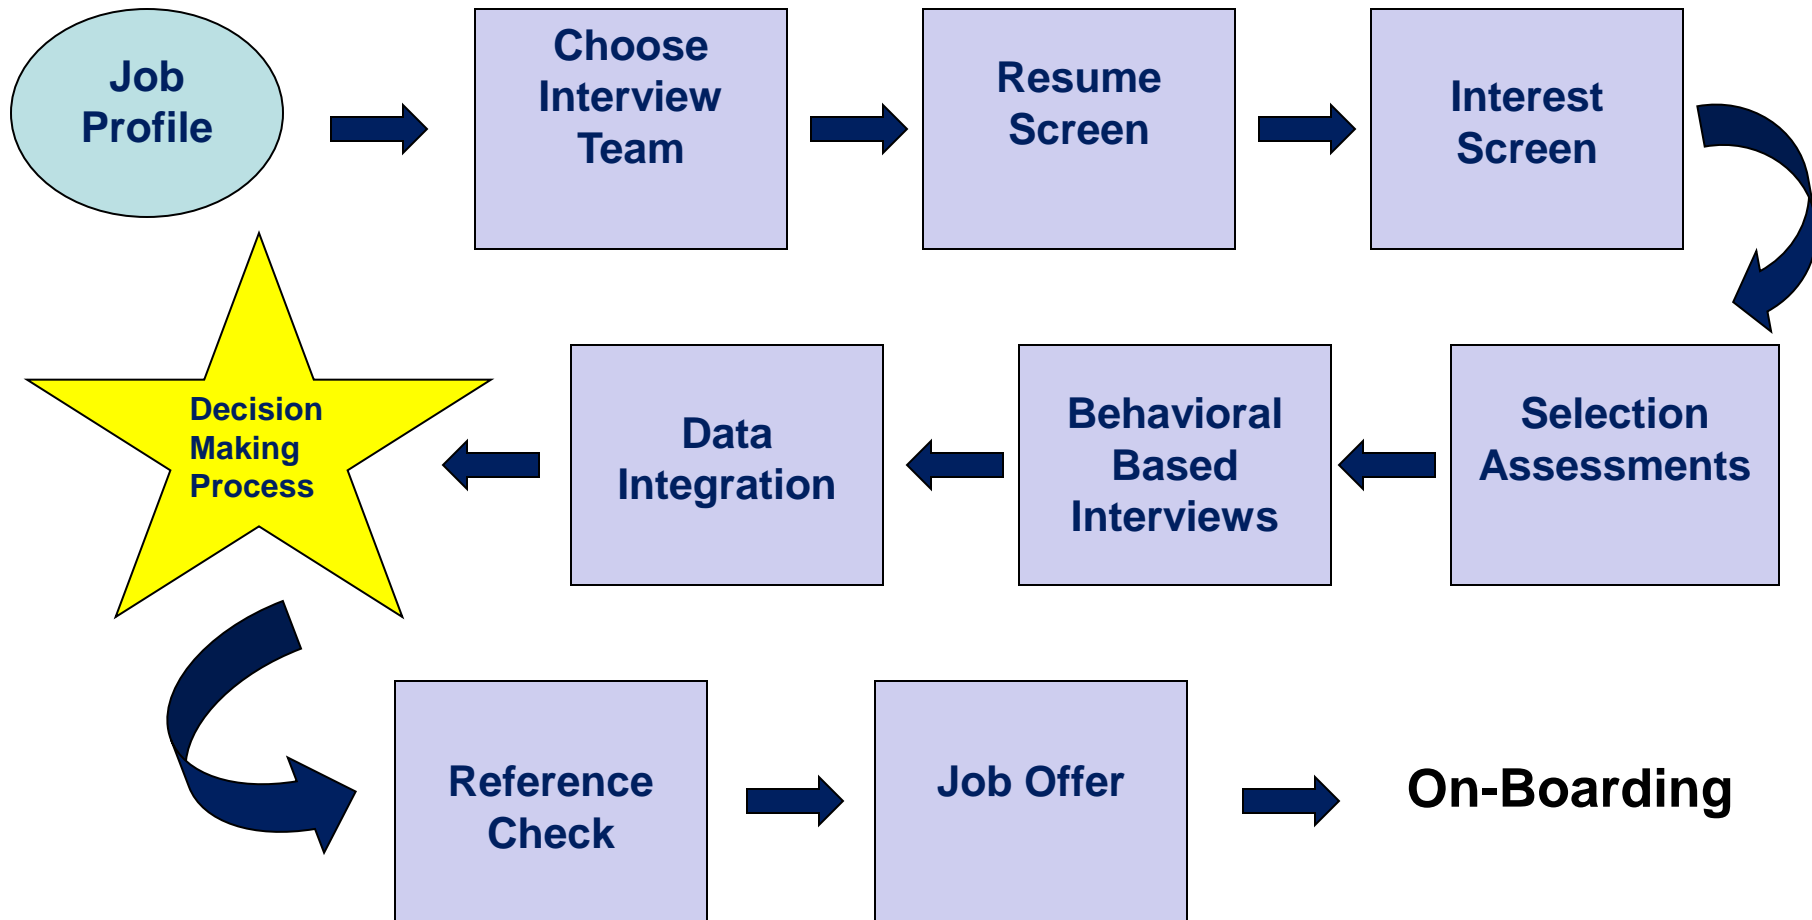 Job
Profile
Choose
Interview
Team
Resume
Screen
Interest
Screen
Selection
Assessments
Behavioral
Based
Interviews
Data
Integration
Decision
Making
Process
Reference
Check
Job Offer
On-Boarding